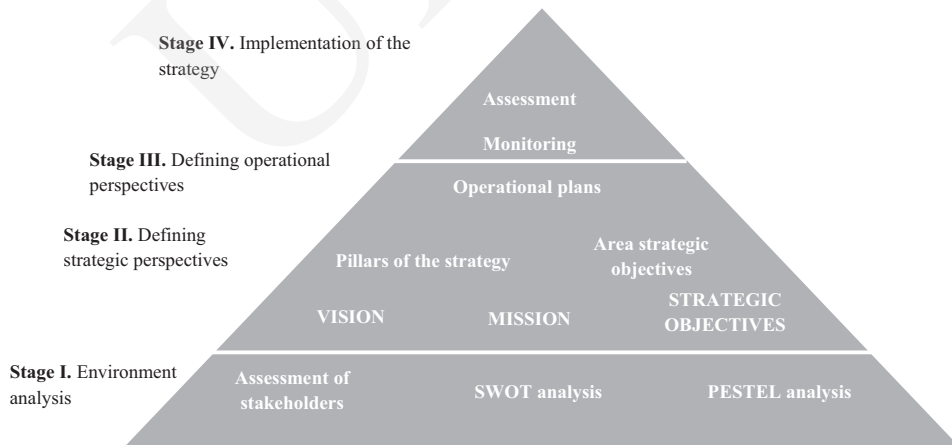 Stage IV. Implementation of the
strategy
Assessment
Monitoring
Stage III. Defining operational
perspectives
Operational plans
Stage II. Defining
strategic perspectives
Pillars of the strategy
Area strategic
objectives
VISION
MISSION
STRATEGIC
OBJECTIVES
Stage I. Environment
analysis
Assessment of
stakeholders
SWOT analysis
PESTEL analysis